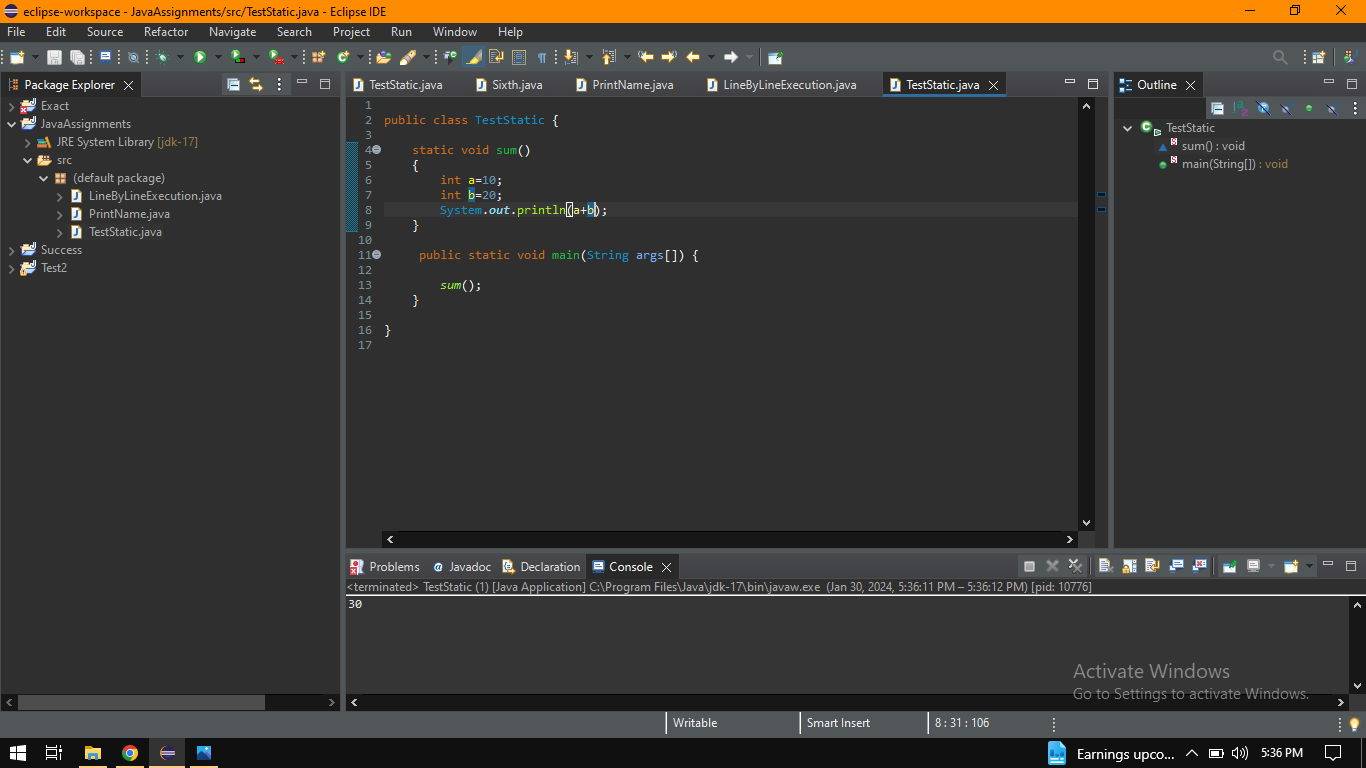 eclipse-workspace - JavaAssignments/src/TestStatic.java - Eclipse IDE
File Edit Source Refactor Navigate Search Project Run Window Help
Package Explorer
Exact
JavaAssignments
JRE System Library [jdk-17]
src
(default package)
LineByLineExecution.java
PrintName.java
TestStatic.java
Success
Test2
TestStatic.java Sixth.java PrintName.java LineByLineExecution.java TestStatic.java
1
2 public class TestStatic {
3
4 static void sum()
5 {
6 int a=10;
7 int b=20;
8 System.out.println(a+b);
9 }
10
11 public static void main(String args[]) {
12
13 sum();
14 }
15
16 }
17
Outline
TestStatic
sum() : void
main(String[]) : void
Problems Javadoc Declaration Console
<terminated> TestStatic (1) [Java Application] C:\Program Files\Java\jdk-17\bin\javaw.exe (Jan 30, 2024, 5:36:11 PM – 5:36:12 PM) [pid: 10776]
30
Activate Windows
Go to Settings to activate Windows.
Writable Smart Insert 8 : 31 : 106
Earnings upco... 5:36 PM